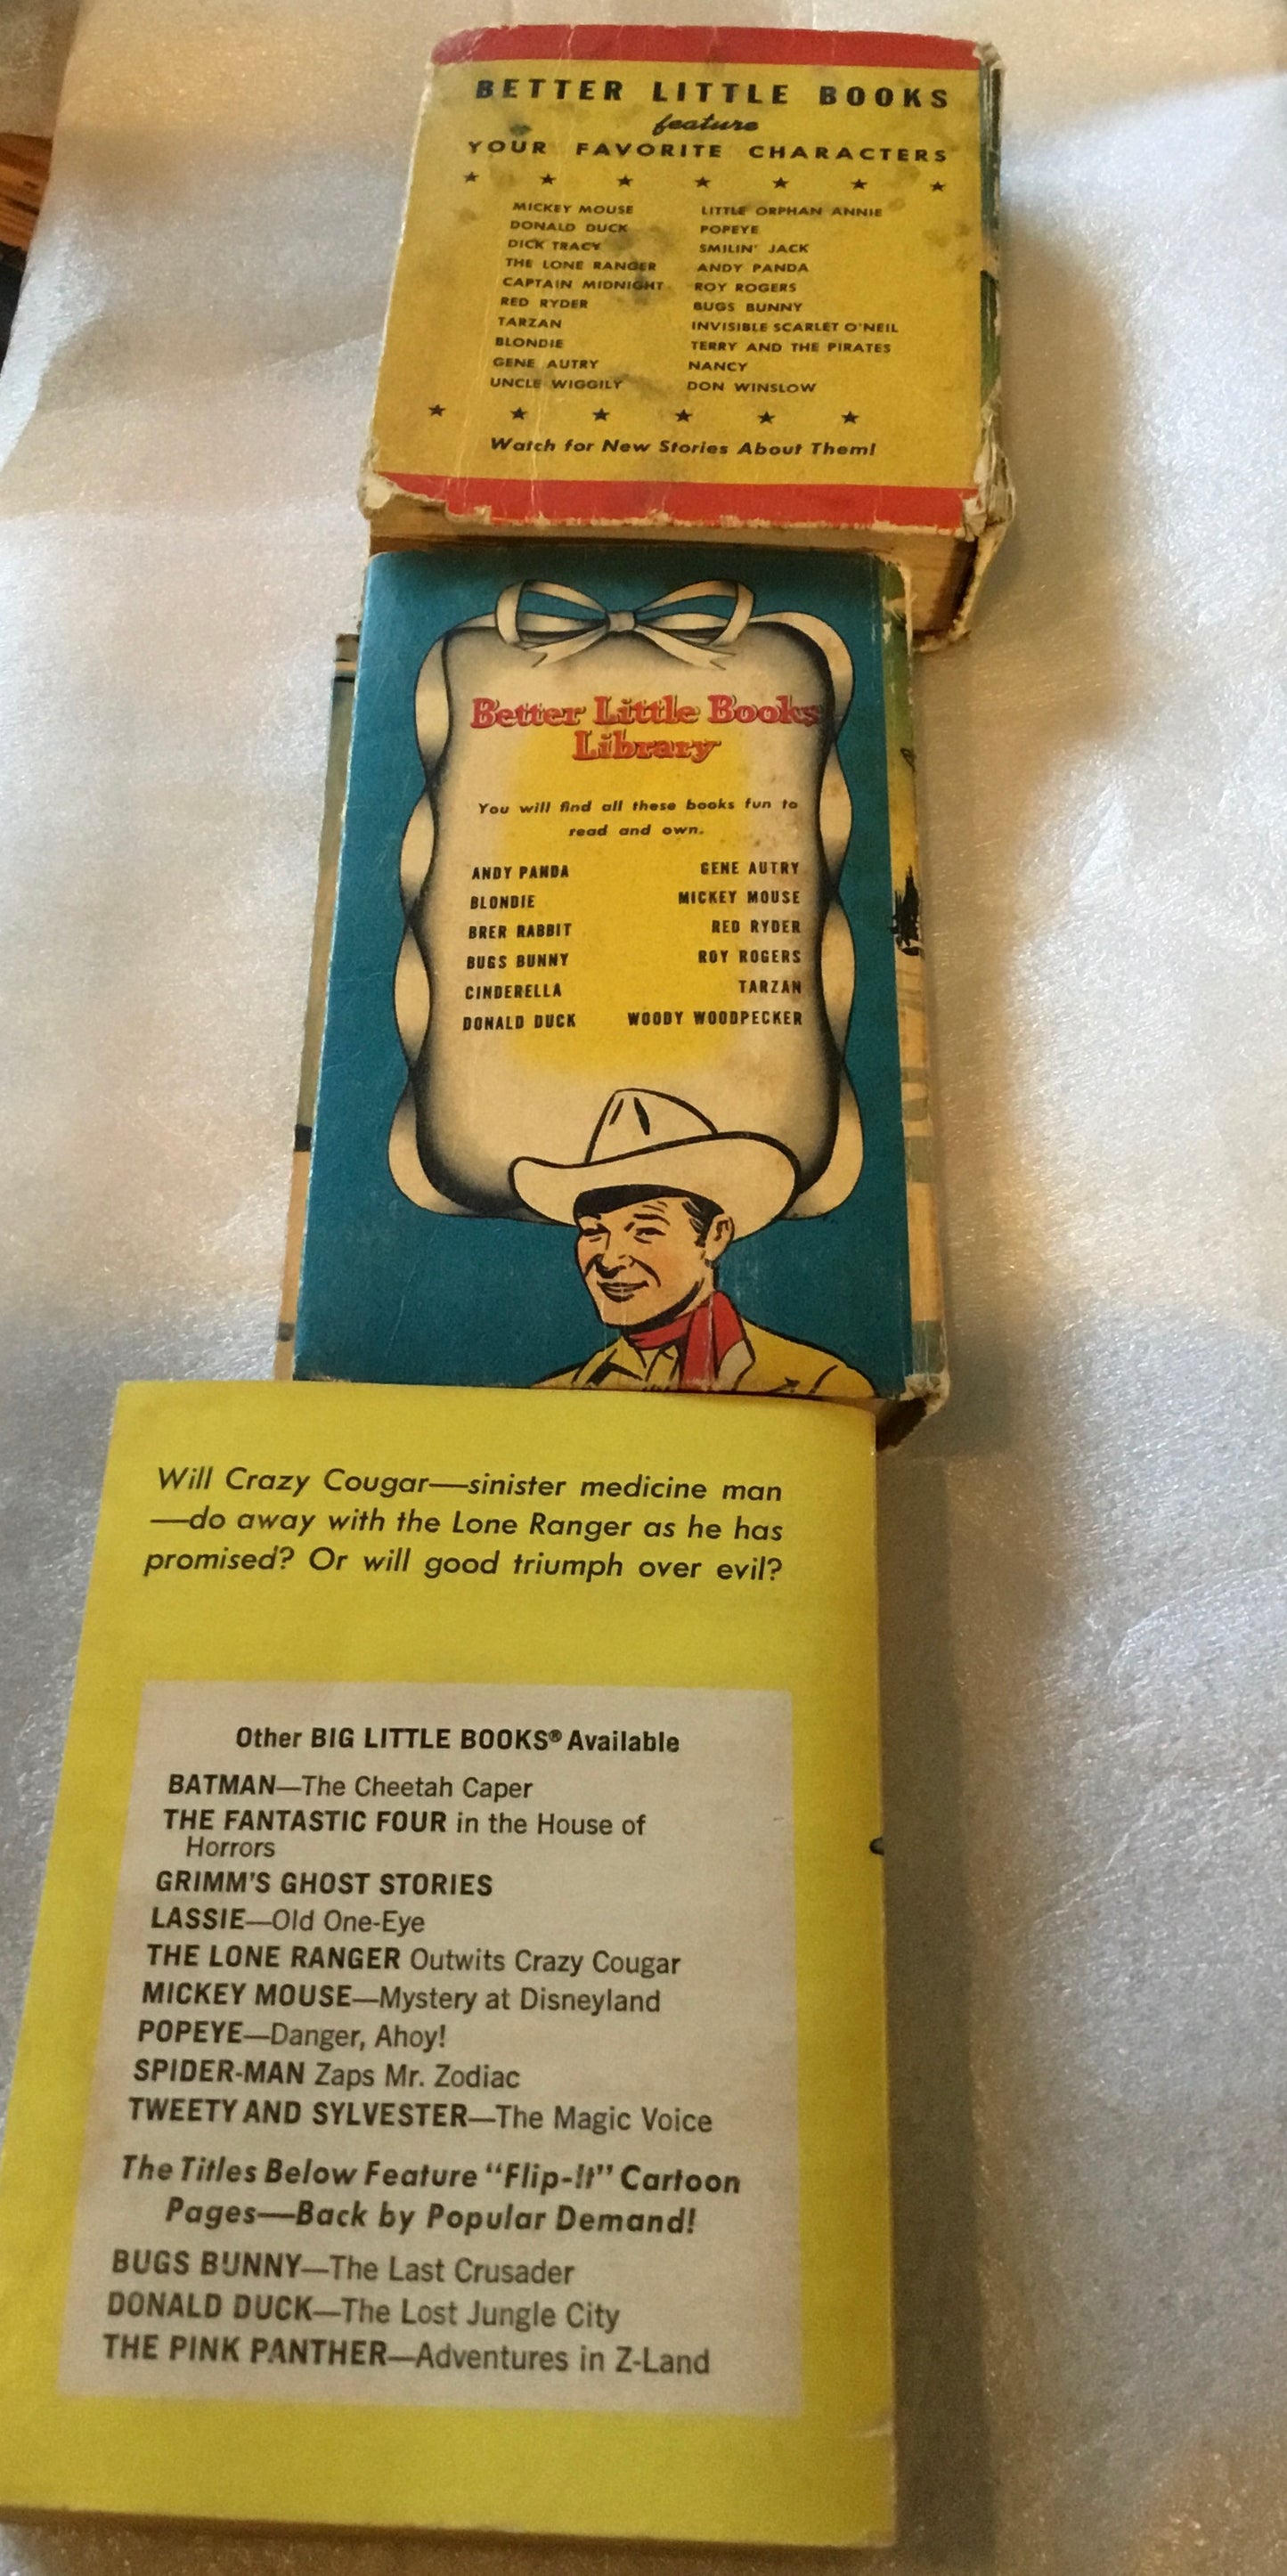 BETTER LITTLE BOOKS
feature
YOUR FAVORITE CHARACTERS
MICKEY MOUSE
DONALD DUCK
DICK TRACY
THE LONE RANGER
CAPTAIN MIDNIGHT
RED RYDER
TARZAN
BLONDIE
GENE AUTRY
UNCLE WIGGILY
LITTLE ORPHAN ANNIE
POPEYE
SMILIN' JACK
ANDY PANDA
ROY ROGERS
BUGS BUNNY
INVISIBLE SCARLET O'NEIL
TERRY AND THE PIRATES
NANCY
DON WINSLOW
Watch for New Stories About Them!
Better Little Books
Library
You will find all these books fun to
read and own.
ANDY PANDA
BLONDIE
BRER RABBIT
BUGS BUNNY
CINDERELLA
DONALD DUCK
GENE AUTRY
MICKEY MOUSE
RED RYDER
ROY ROGERS
TARZAN
WOODY WOODPECKER
Will Crazy Cougar—sinister medicine man
—do away with the Lone Ranger as he has
promised? Or will good triumph over evil?
Other BIG LITTLE BOOKS® Available
BATMAN—The Cheetah Caper
THE FANTASTIC FOUR in the House of
Horrors
GRIMM'S GHOST STORIES
LASSIE—Old One-Eye
THE LONE RANGER Outwits Crazy Cougar
MICKEY MOUSE—Mystery at Disneyland
POPEYE—Danger, Ahoy!
SPIDER-MAN Zaps Mr. Zodiac
TWEETY AND SYLVESTER—The Magic Voice
The Titles Below Feature "Flip-It" Cartoon
Pages—Back by Popular Demand!
BUGS BUNNY—The Last Crusader
DONALD DUCK—The Lost Jungle City
THE PINK PANTHER—Adventures in Z-Land